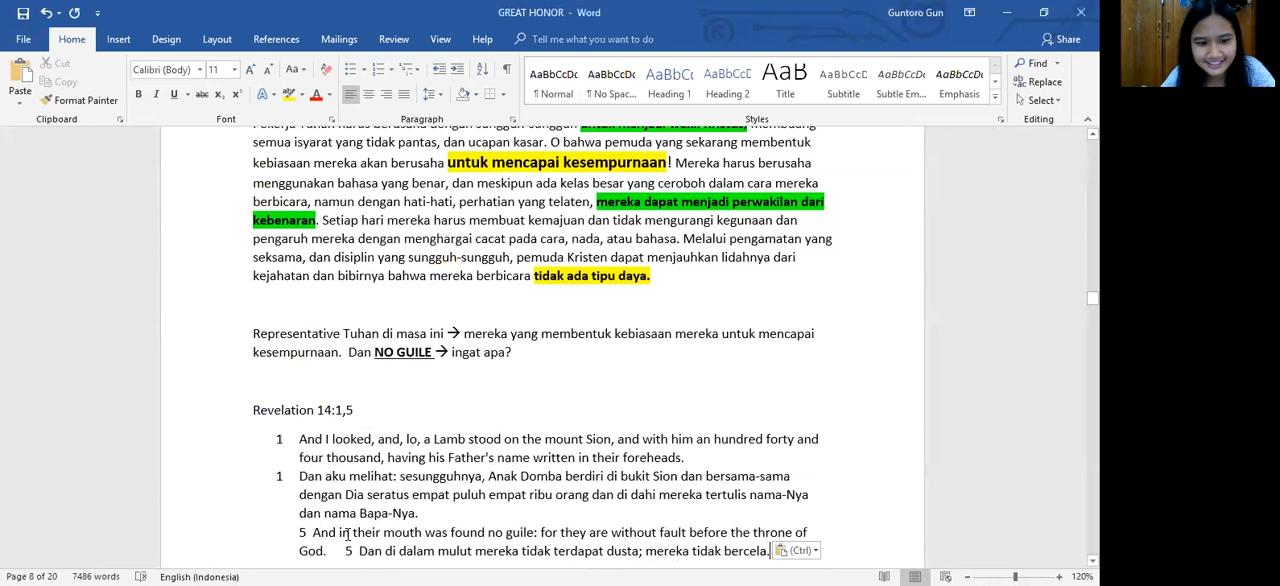 GREAT HONOR - Word
Guntoro Gun
File Home Insert Design Layout References Mailings Review View Help Tell me what you want to do Share
Paste
Cut
Copy
Format Painter
Clipboard
Calibri (Body) 11
Font
Paragraph
AaBbCcDc AaBbCcDc AaBbCc AaBbCcD AaB AaBbCcD AaBbCcDc AaBbCcDc
¶ Normal ¶ No Spac... Heading 1 Heading 2 Title Subtitle Subtle Em... Emphasis
Styles
Find
Replace
Select
Editing
Pekerja Tuhan harus berusaha dengan sungguh-sungguh untuk menjadi wakil Kristus, membuang
semua isyarat yang tidak pantas, dan ucapan kasar. O bahwa pemuda yang sekarang membentuk
kebiasaan mereka akan berusaha untuk mencapai kesempurnaan! Mereka harus berusaha
menggunakan bahasa yang benar, dan meskipun ada kelas besar yang ceroboh dalam cara mereka
berbicara, namun dengan hati-hati, perhatian yang telaten, mereka dapat menjadi perwakilan dari
kebenaran. Setiap hari mereka harus membuat kemajuan dan tidak mengurangi kegunaan dan
pengaruh mereka dengan menghargai cacat pada cara, nada, atau bahasa. Melalui pengamatan yang
seksama, dan disiplin yang sungguh-sungguh, pemuda Kristen dapat menjauhkan lidahnya dari
kejahatan dan bibirnya bahwa mereka berbicara tidak ada tipu daya.
Representative Tuhan di masa ini → mereka yang membentuk kebiasaan mereka untuk mencapai
kesempurnaan. Dan NO GUILE → ingat apa?
Revelation 14:1,5
1 And I looked, and, lo, a Lamb stood on the mount Sion, and with him an hundred forty and
four thousand, having his Father's name written in their foreheads.
1 Dan aku melihat: sesungguhnya, Anak Domba berdiri di bukit Sion dan bersama-sama
dengan Dia seratus empat puluh empat ribu orang dan di dahi mereka tertulis nama-Nya
dan nama Bapa-Nya.
5 And in their mouth was found no guile: for they are without fault before the throne of
God. 5 Dan di dalam mulut mereka tidak terdapat dusta; mereka tidak bercela. (Ctrl)
Page 8 of 20 7486 words English (Indonesia) 120%